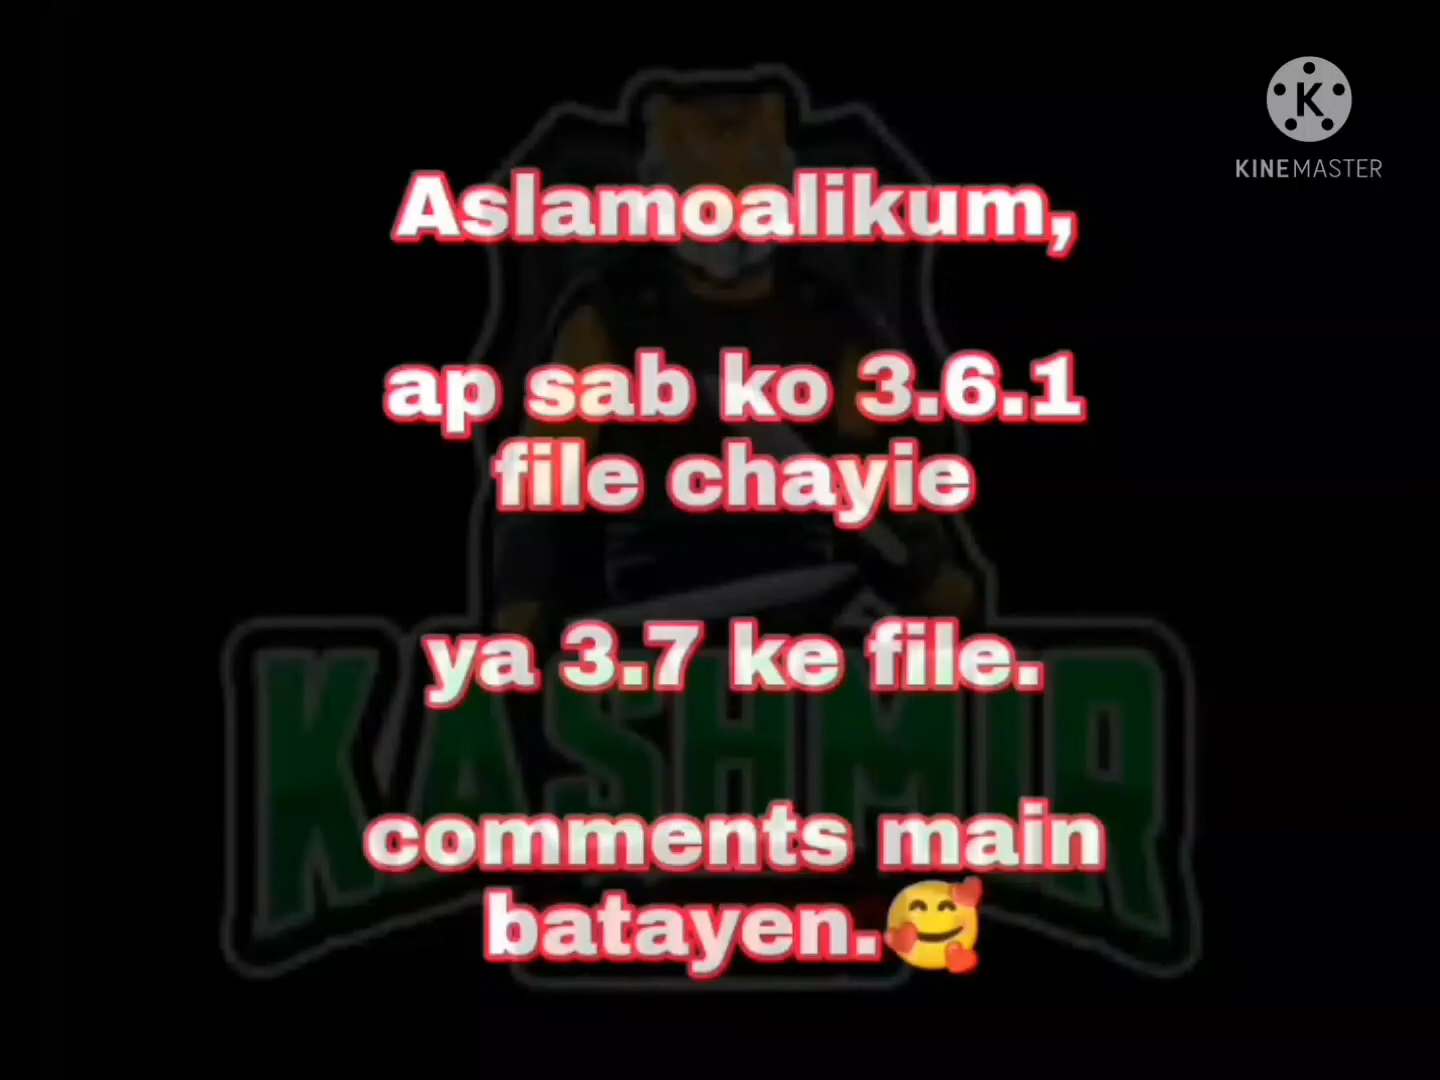 KINEMASTER
Aslamoalikum,
ap sab ko 3.6.1
file chayie
ya 3.7 ke file.
KASHMIR
comments main
batayen.🥰